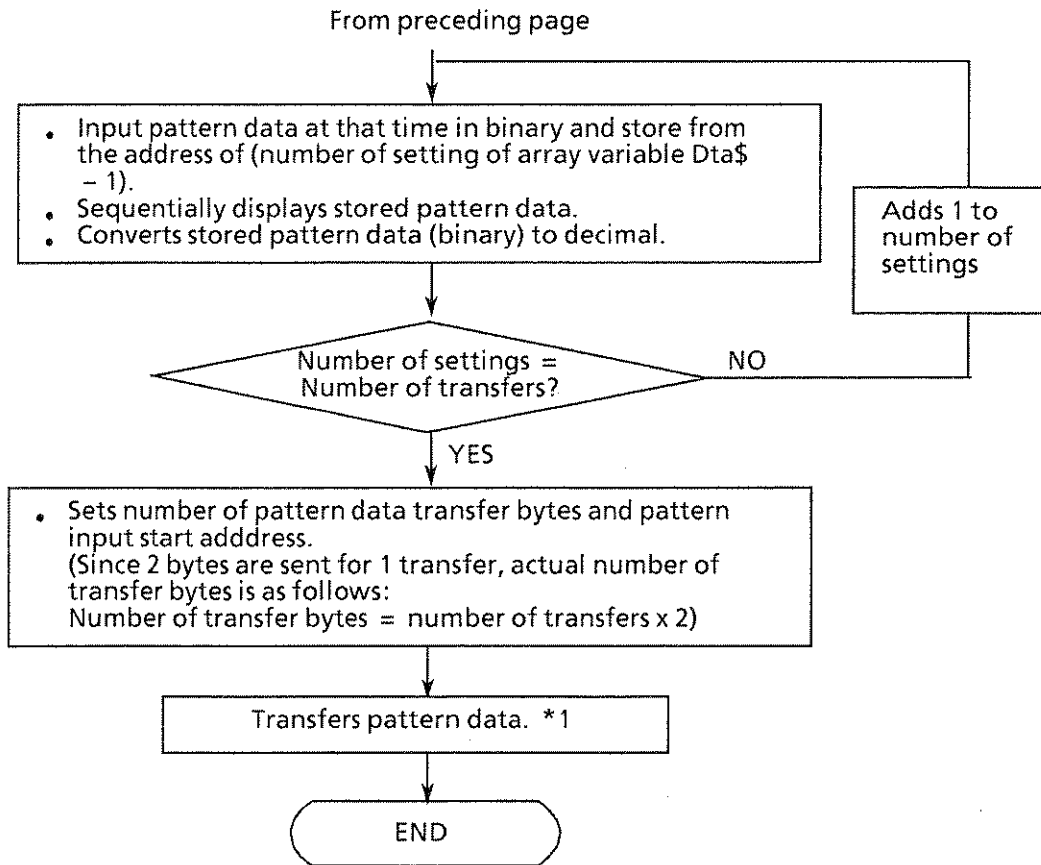 From preceding page
• Input pattern data at that time in binary and store from
the address of (number of setting of array variable Dta$
– 1).
• Sequentially displays stored pattern data.
• Converts stored pattern data (binary) to decimal.
Adds 1 to
number of
settings
Number of settings =
Number of transfers?
NO
YES
• Sets number of pattern data transfer bytes and pattern
input start adddress.
(Since 2 bytes are sent for 1 transfer, actual number of
transfer bytes is as follows:
Number of transfer bytes = number of transfers x 2)
Transfers pattern data. *1
END